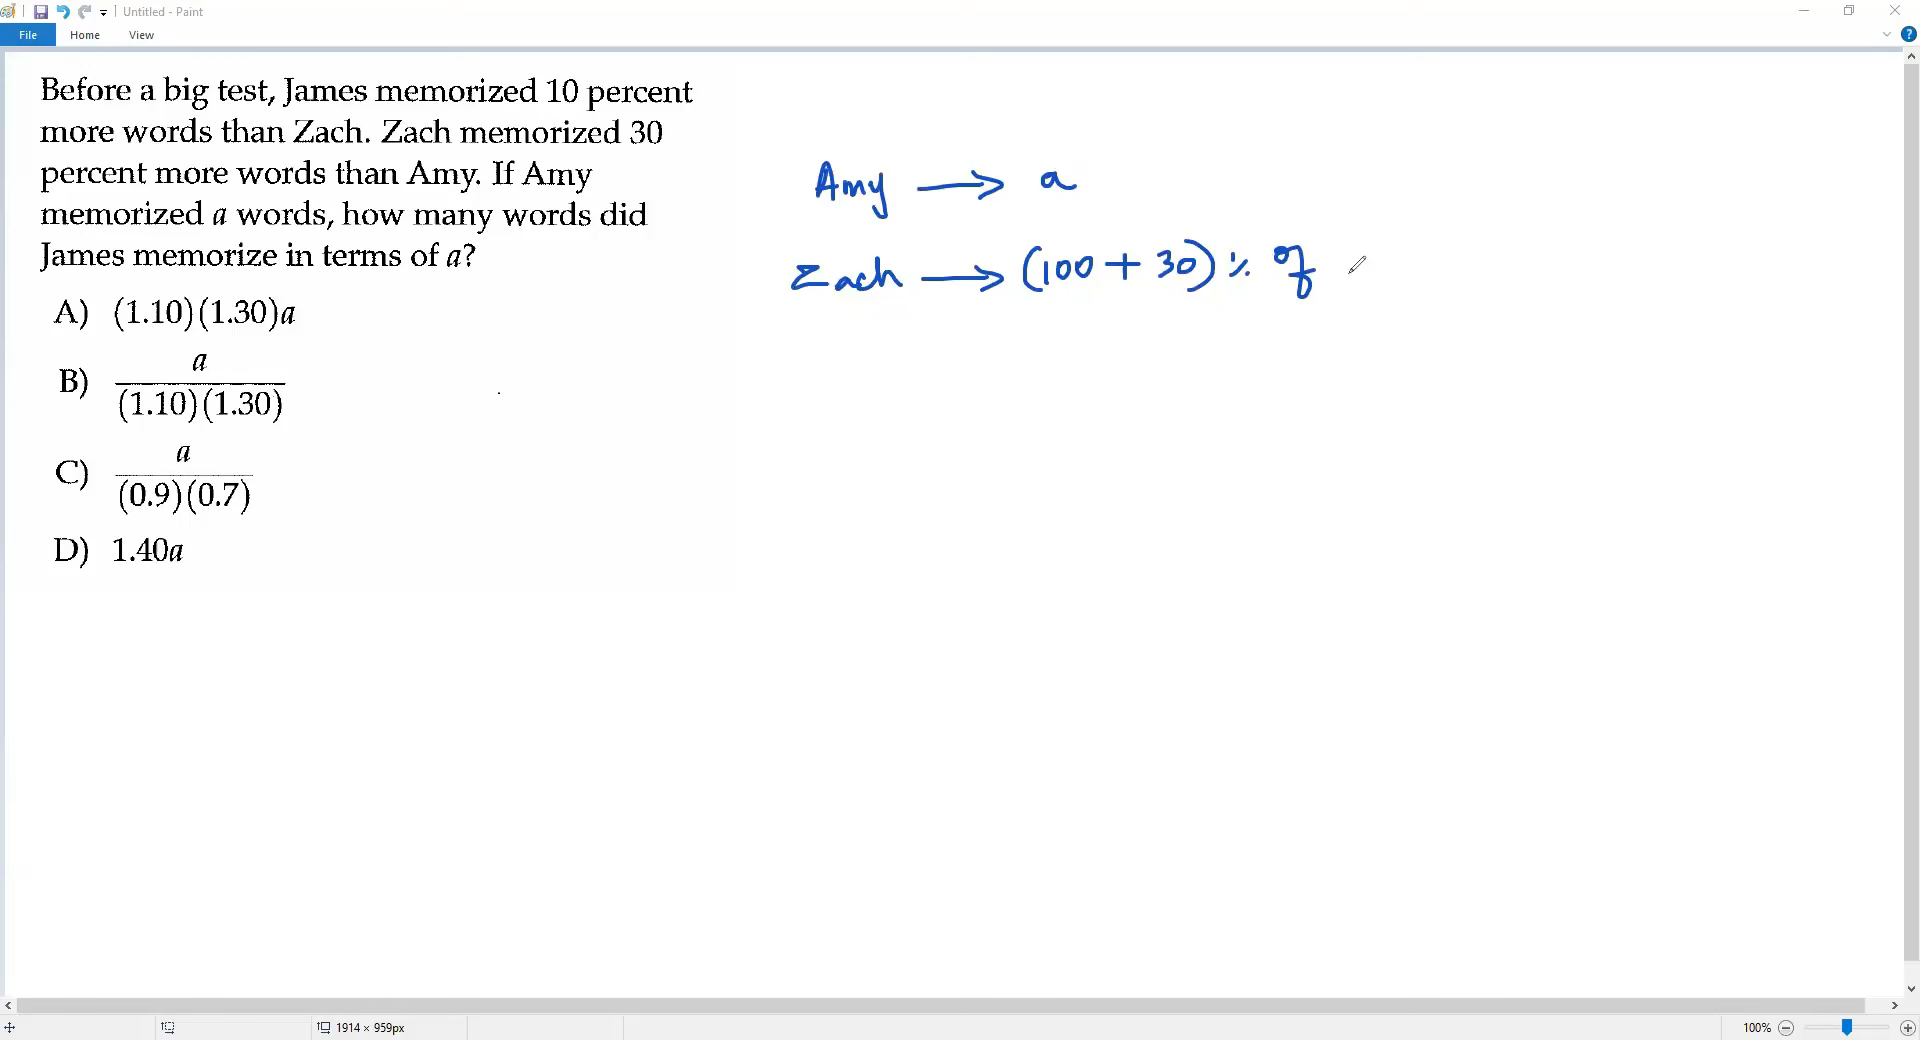 Untitled - Paint
File Home View
Before a big test, James memorized 10 percent
more words than Zach. Zach memorized 30
percent more words than Amy. If Amy
memorized a words, how many words did
James memorize in terms of a?
A) (1.10)(1.30)a
B) a
(1.10)(1.30)
C) a
(0.9)(0.7)
D) 1.40a
Amy → a
Zach → (100 + 30) % of
1914 × 959px
100%